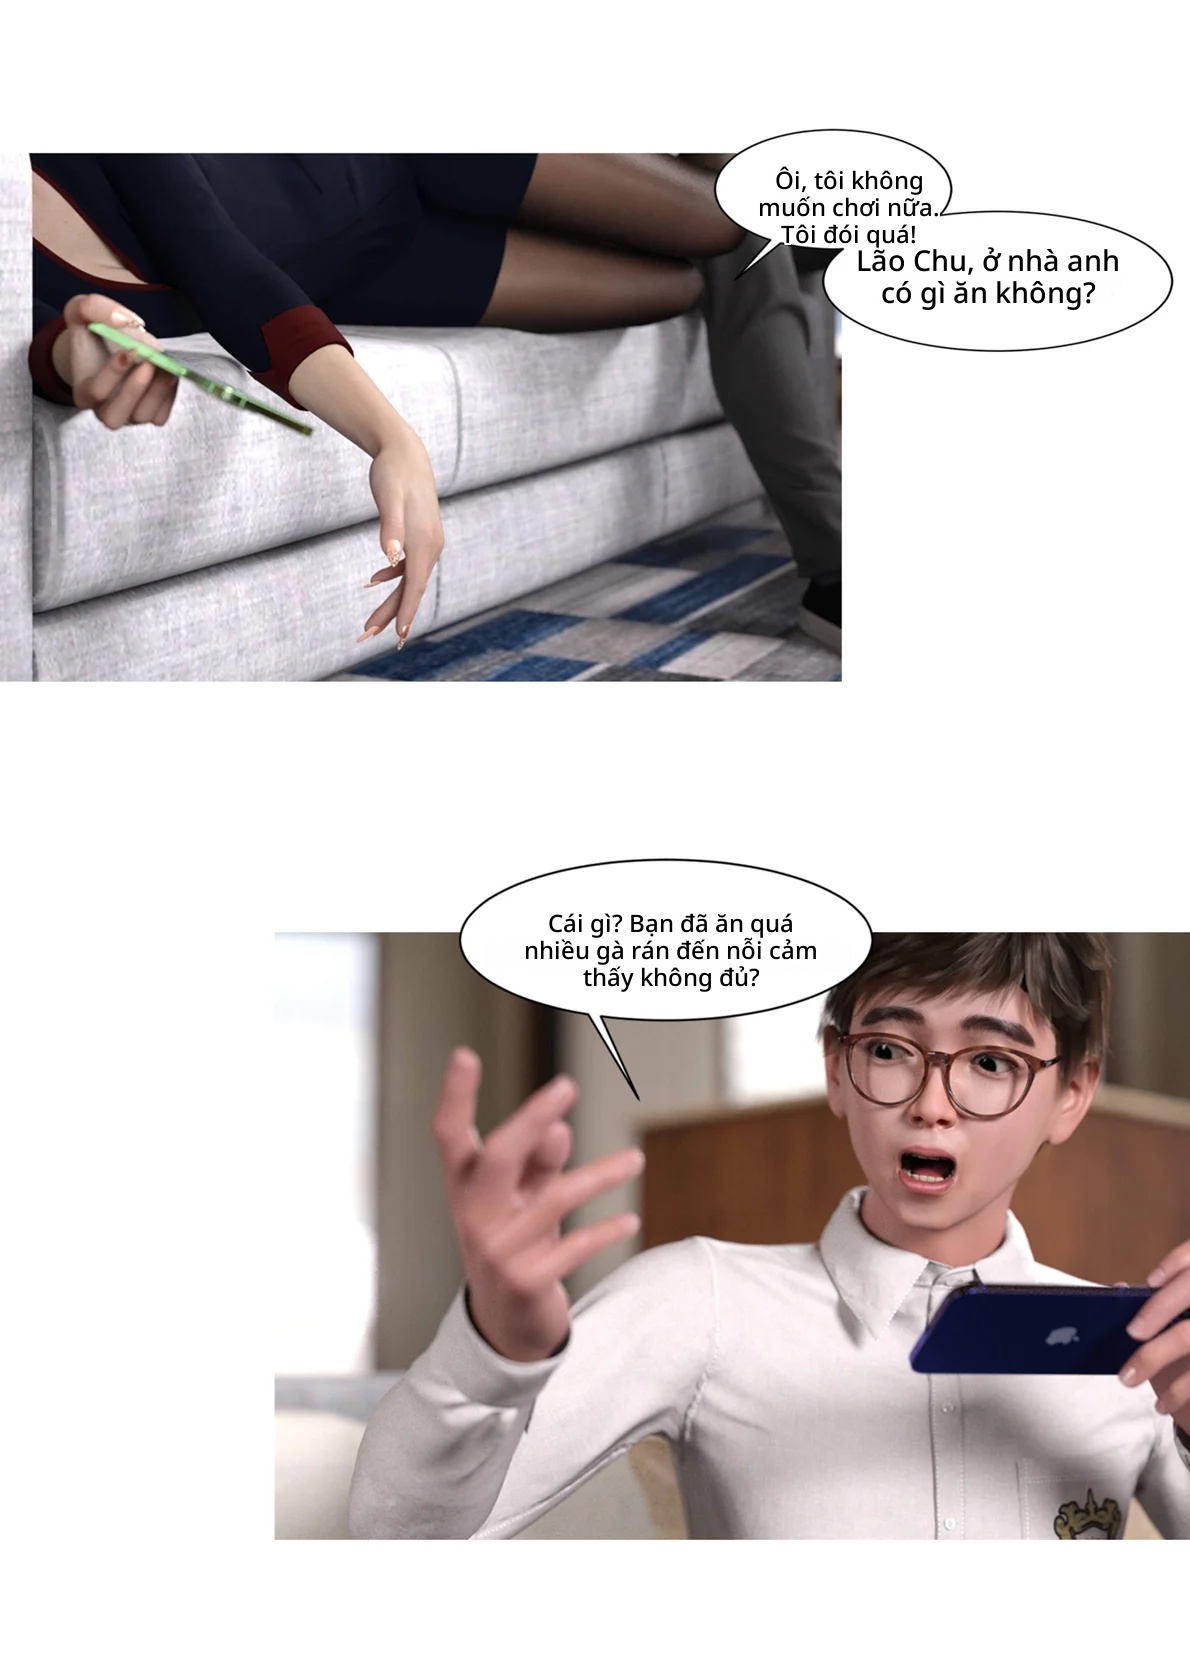 Ôi, tôi không
muốn chơi nữa.
Tôi đói quá!
Lão Chu, ở nhà anh
có gì ăn không?
Cái gì? Bạn đã ăn quá
nhiều gà rán đến nỗi cảm
thấy không đủ?